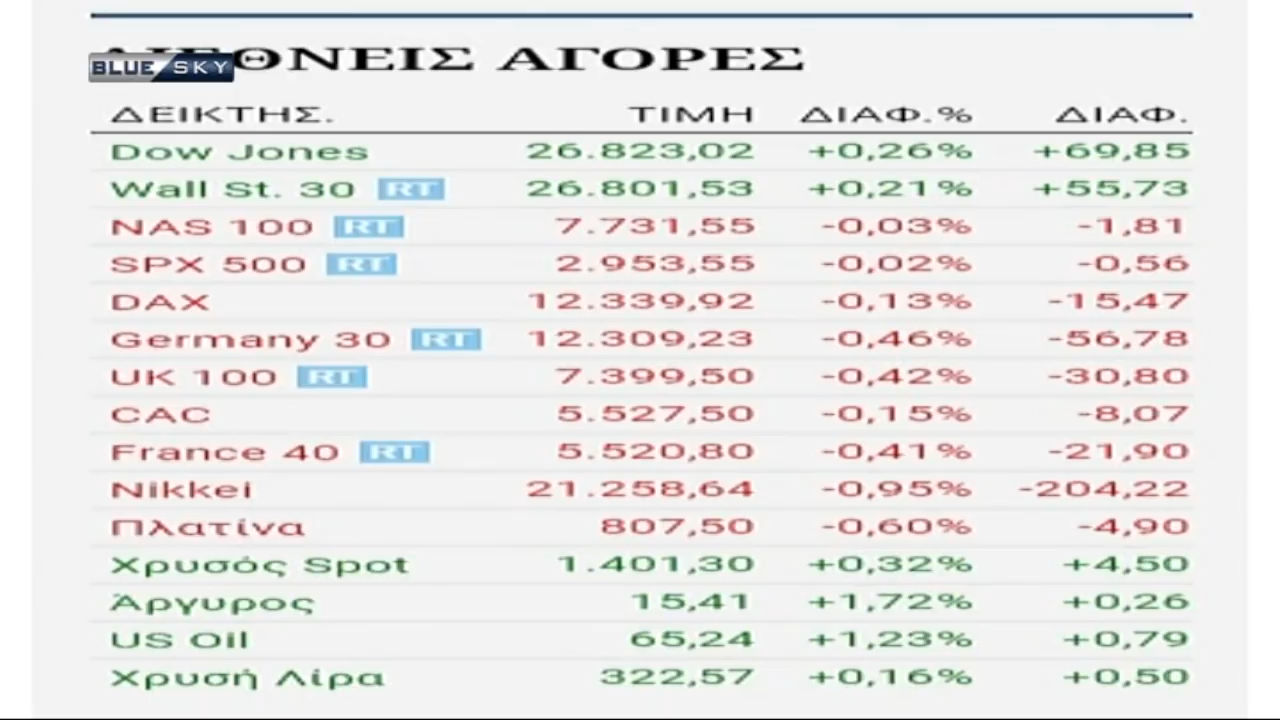 BLUE SKY
ΔΙΕΘΝΕΙΣ ΑΓΟΡΕΣ
ΔΕΙΚΤΗΣ. ΤΙΜΗ ΔΙΑΦ.% ΔΙΑΦ.
Dow Jones 26.823,02 +0,26% +69,85
Wall St. 30 RT 26.801,53 +0,21% +55,73
NAS 100 RT 7.731,55 -0,03% -1,81
SPX 500 RT 2.953,55 -0,02% -0,56
DAX 12.339,92 -0,13% -15,47
Germany 30 RT 12.309,23 -0,46% -56,78
UK 100 RT 7.399,50 -0,42% -30,80
CAC 5.527,50 -0,15% -8,07
France 40 RT 5.520,80 -0,41% -21,90
Nikkei 21.258,64 -0,95% -204,22
Πλατίνα 807,50 -0,60% -4,90
Χρυσός Spot 1.401,30 +0,32% +4,50
Άργυρος 15,41 +1,72% +0,26
US Oil 65,24 +1,23% +0,79
Χρυσή Λίρα 322,57 +0,16% +0,50